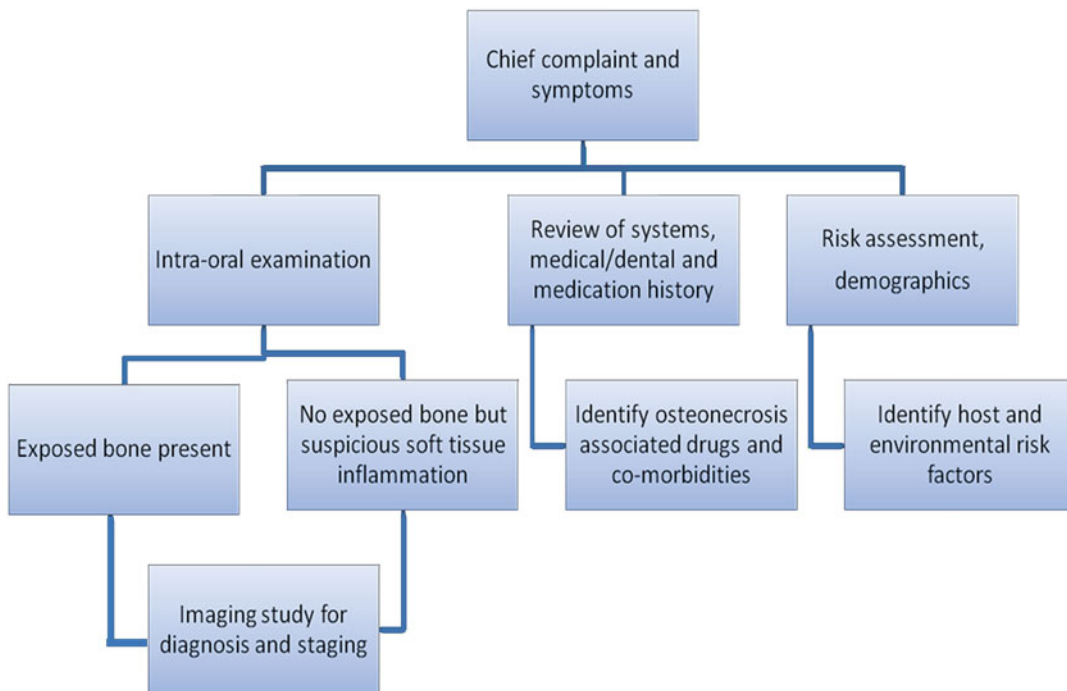 Chief complaint and
symptoms
Intra-oral examination
Review of systems,
medical/dental and
medication history
Risk assessment,
demographics
Exposed bone present
No exposed bone but
suspicious soft tissue
inflammation
Identify osteonecrosis
associated drugs and
co-morbidities
Identify host and
environmental risk
factors
Imaging study for
diagnosis and staging